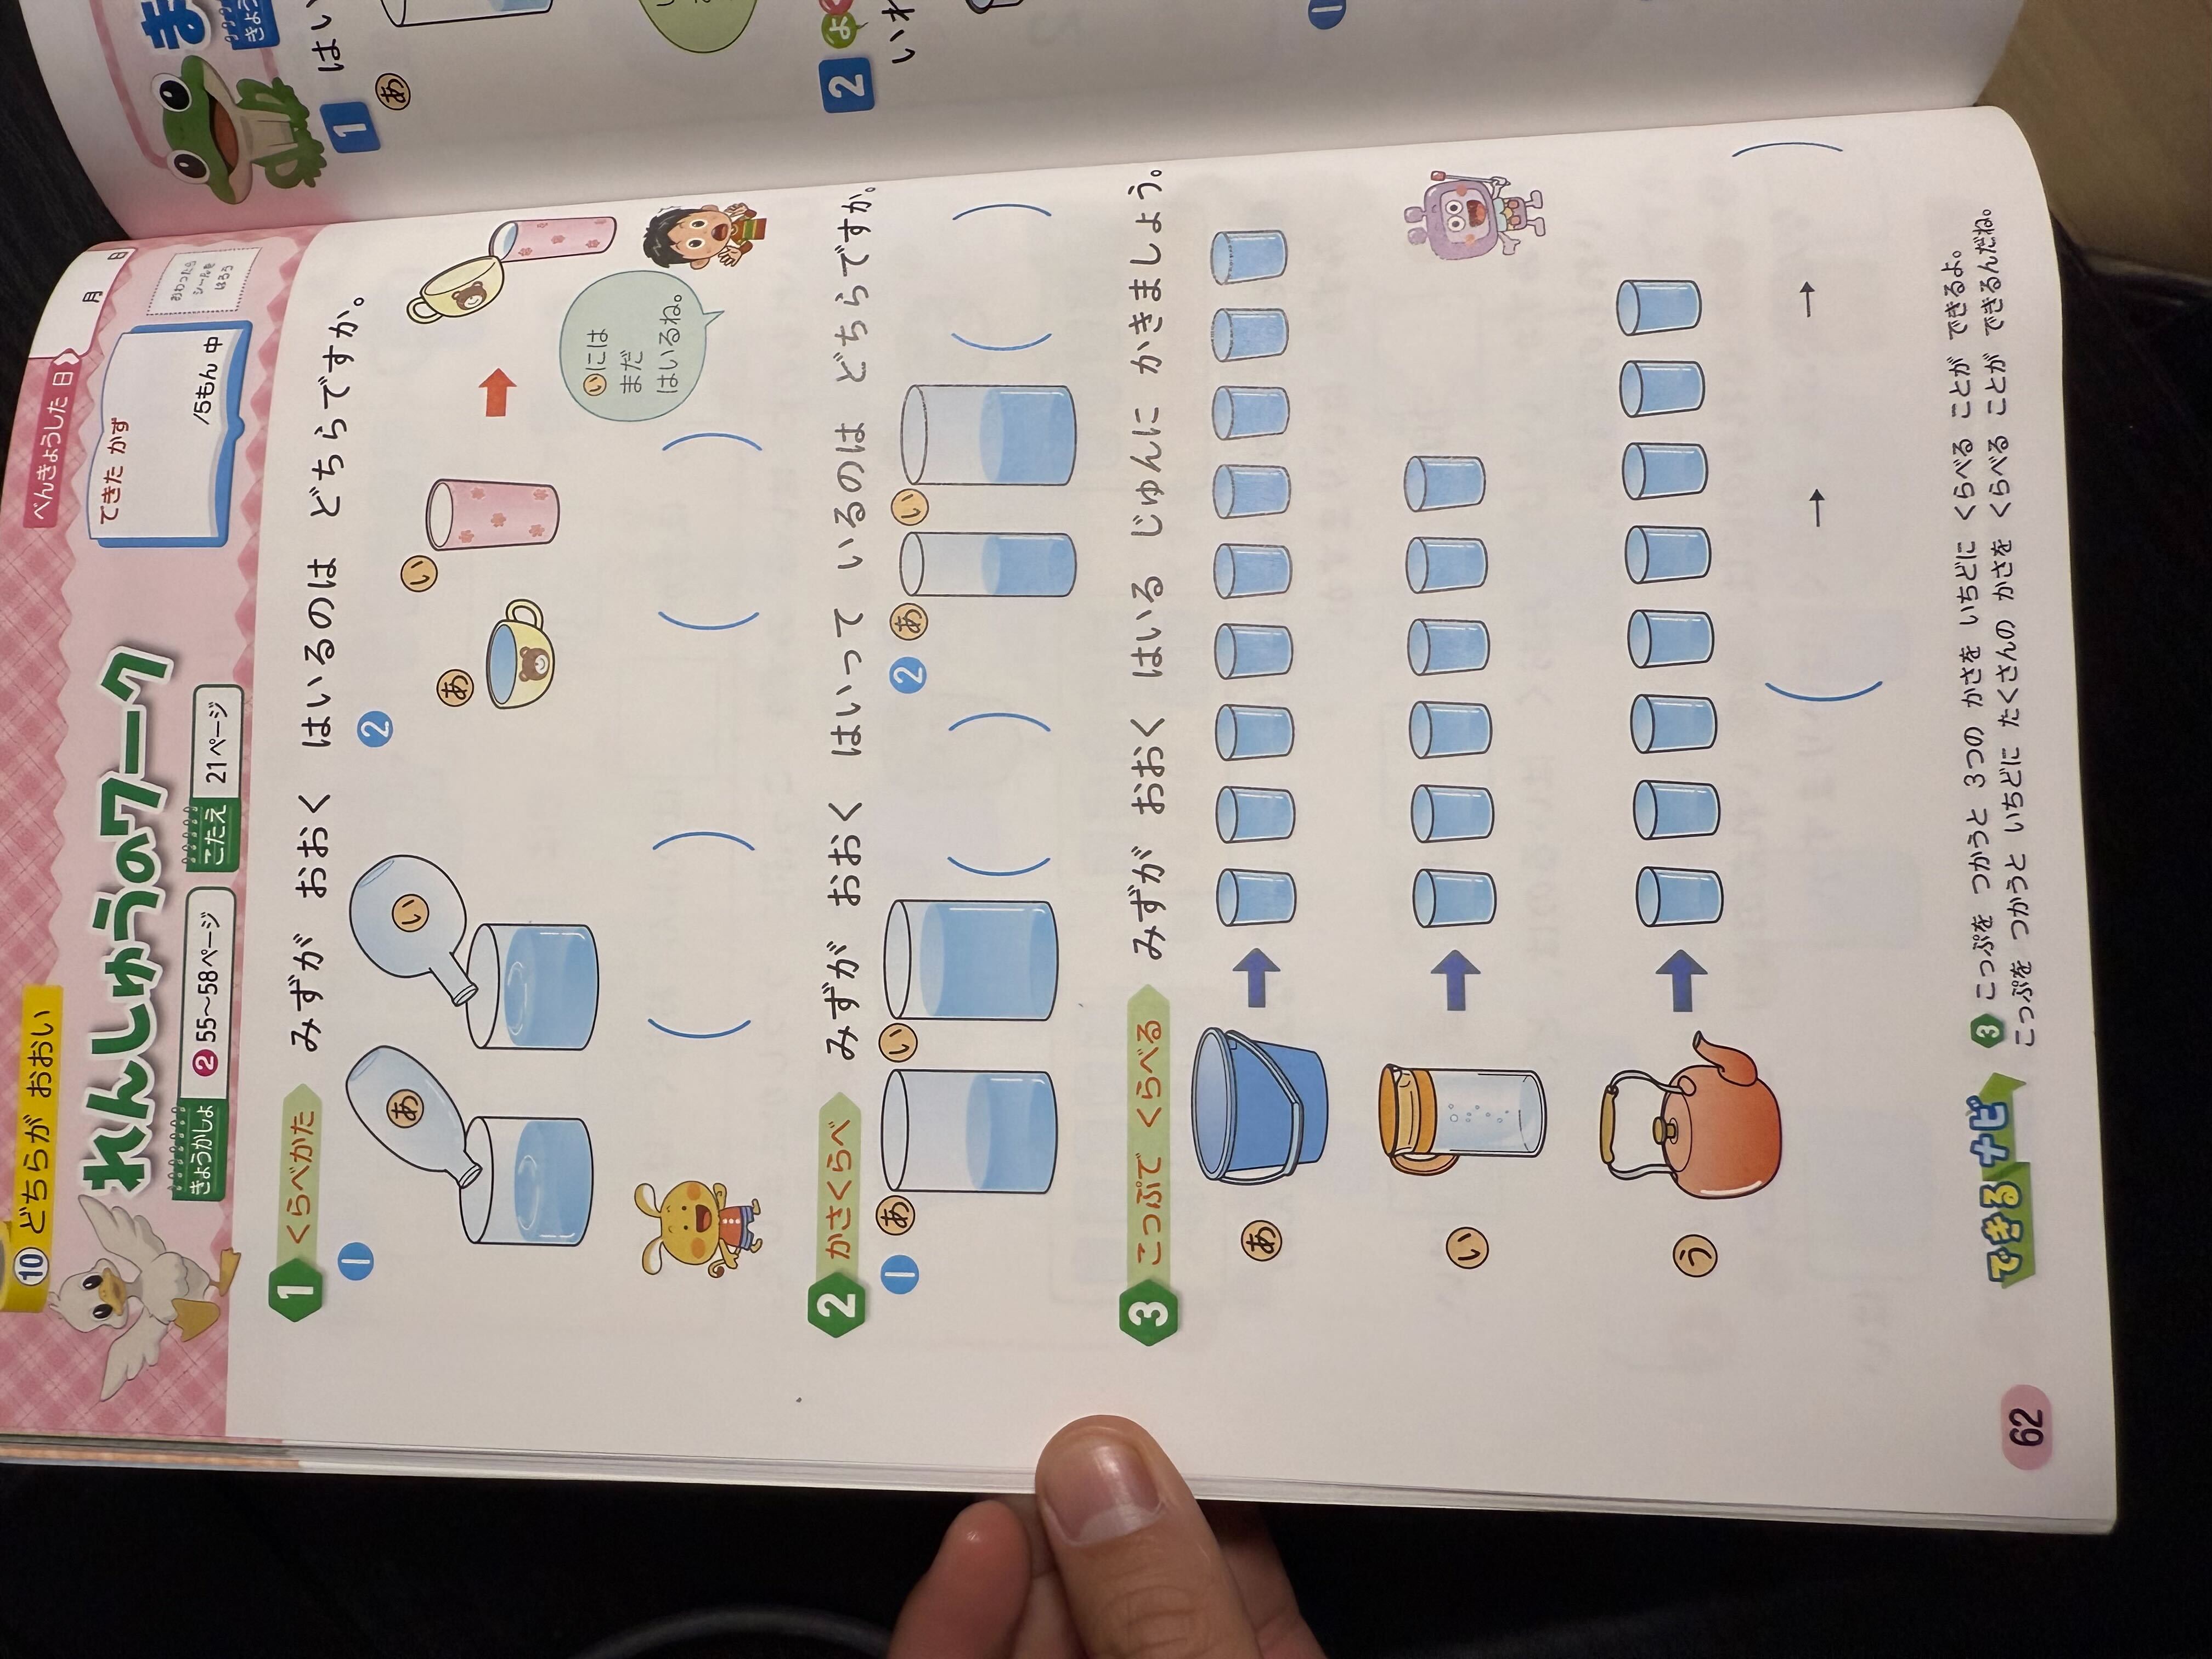 ⑩ どちらが おおい
れんしゅうのワーク
きょうかしょ ❷ 55〜58ページ
こたえ 21ページ
べんきょうした日 月 日
できた かず
/5もん 中
おわったら
シールを
はろう
1 くらべかた みずが おおく はいるのは どちらですか。
❶
あ
い
❷
あ
い
いには
まだ
はいるね。
( ) ( )
2 かさくらべ みずが おおく はいって いるのは どちらですか。
❶
あ
い
( )
❷
あ
い
( )
3 こっぷで くらべる みずが おおく はいる じゅんに かきましょう。
あ
い
う
( → → )
できるナビ
3 こっぷを つかうと 3つの かさを いちどに くらべる ことが できるよ。
こっぷを つかうと いちどに たくさんの かさを くらべる ことが できるんだね。
62
ま
きょう
1
はい
あ
2
よ
いれ
1